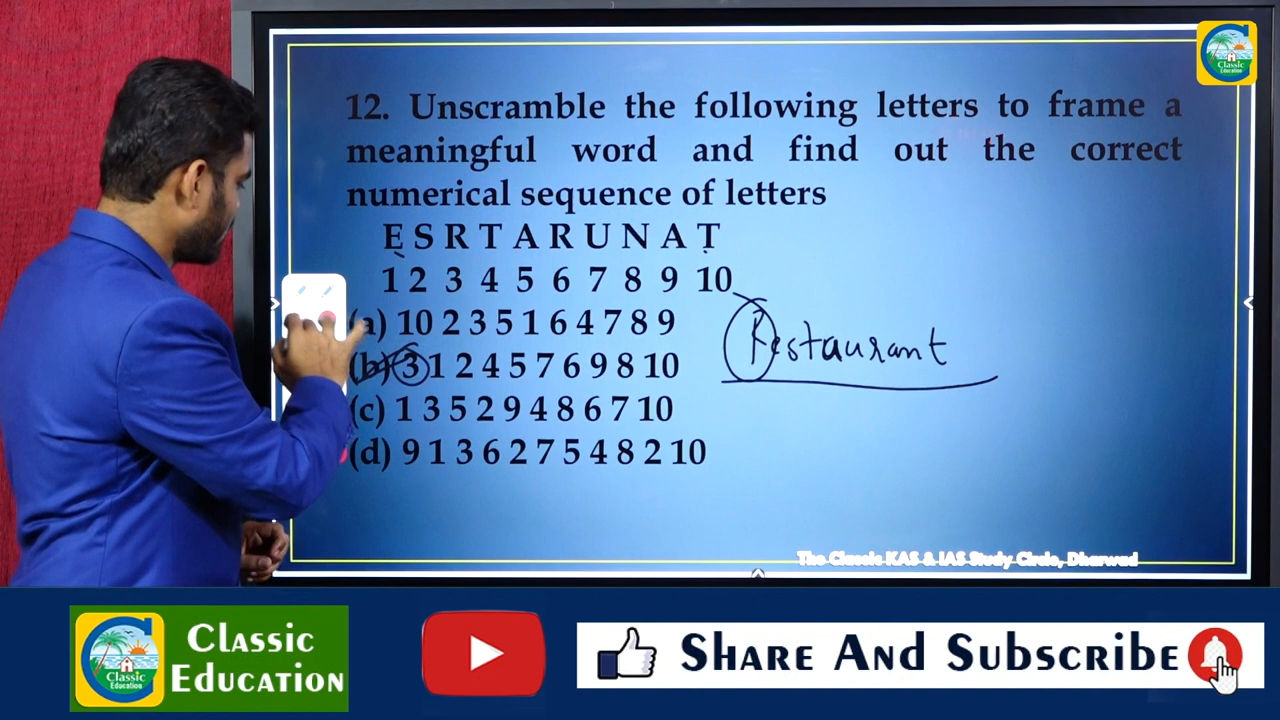 Classic
Education
12. Unscramble the following letters to frame a
meaningful word and find out the correct
numerical sequence of letters
E S R T A R U N A T
1 2 3 4 5 6 7 8 9 10
(a) 10 2 3 5 1 6 4 7 8 9
(b) 3 1 2 4 5 7 6 9 8 10
Restaurant
(c) 1 3 5 2 9 4 8 6 7 10
(d) 9 1 3 6 2 7 5 4 8 2 10
The Classic KAS & IAS Study Circle, Dharwad
Classic
Education
Classic
Education
Share And Subscribe